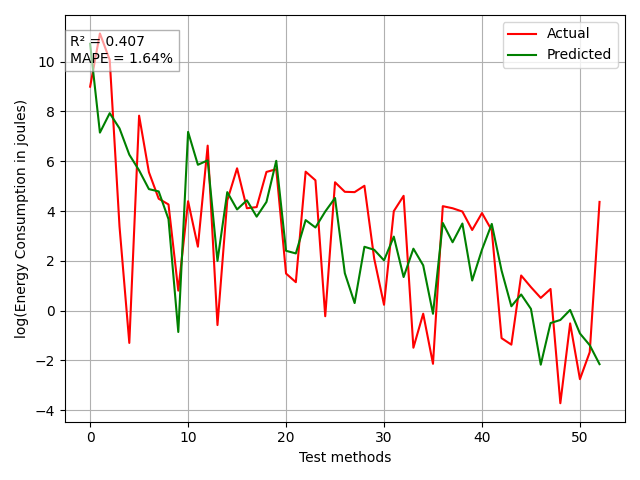 R² = 0.407
MAPE = 1.64%
Actual
Predicted
log(Energy Consumption in joules)
10
8
6
4
2
0
−2
−4
0
10
20
30
40
50
Test methods